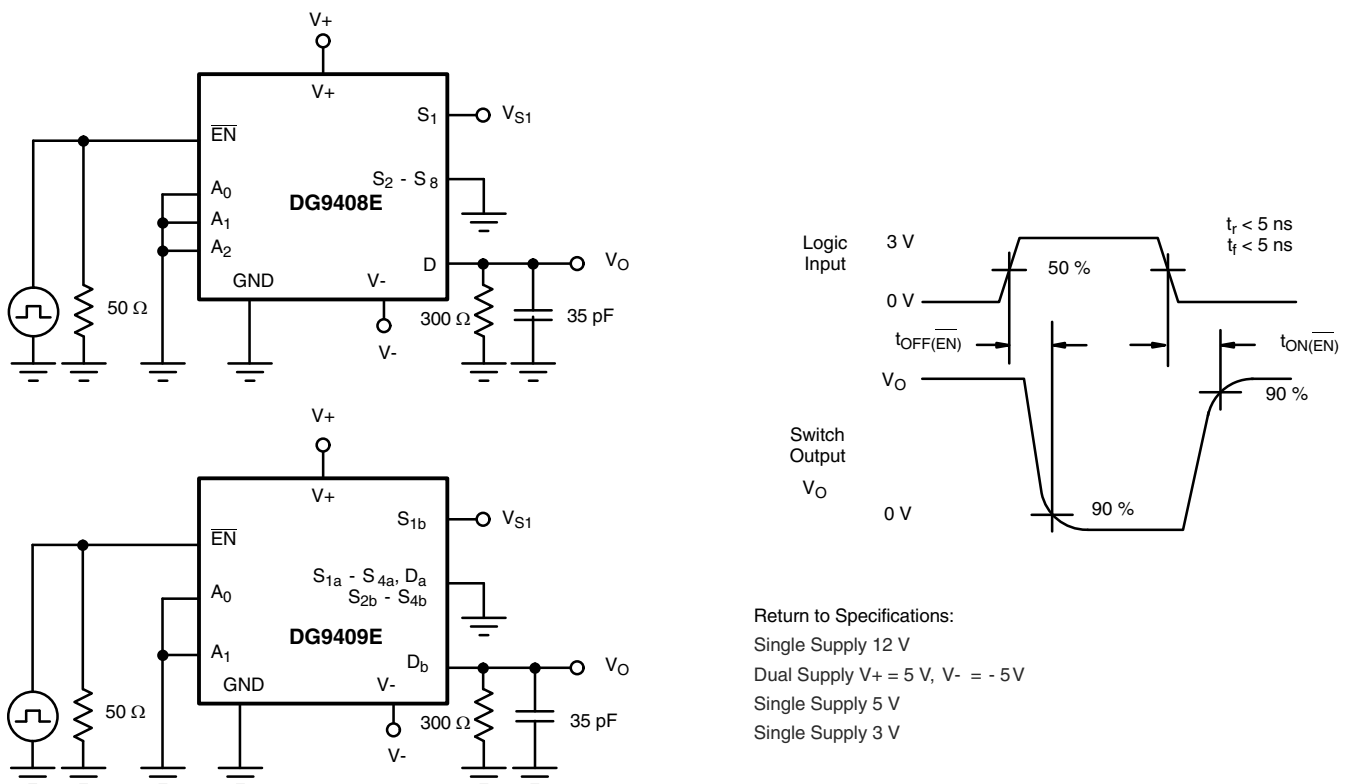 V+
V+
EN
S1
VS1
A0
S2 - S8
DG9408E
A1
A2
D
VO
GND
V-
50 Ω
300 Ω
35 pF
V-
V+
V+
EN
S1b
VS1
A0
S1a - S4a, Da
S2b - S4b
DG9409E
A1
Db
VO
GND
V-
50 Ω
300 Ω
35 pF
V-
Logic
Input
3 V
50 %
tr < 5 ns
tf < 5 ns
0 V
tOFF(EN)
tON(EN)
VO
90 %
Switch
Output
VO
0 V
90 %
Return to Specifications:
Single Supply 12 V
Dual Supply V+ = 5 V, V- = - 5 V
Single Supply 5 V
Single Supply 3 V